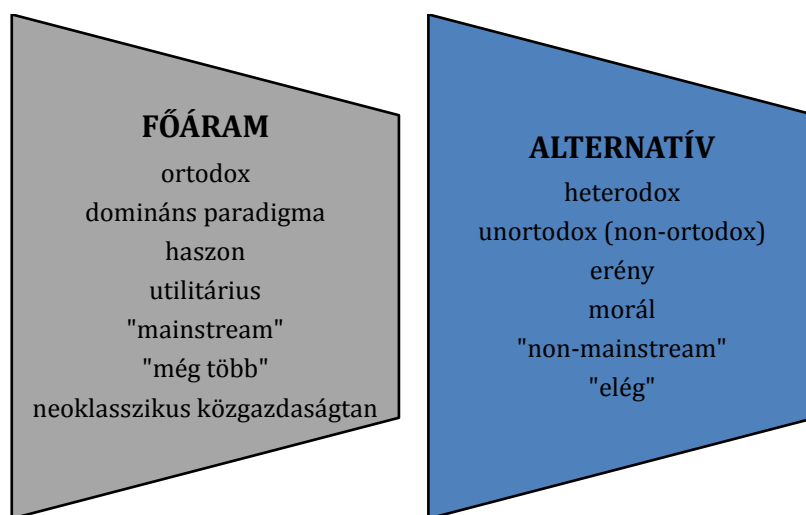 FŐÁRAM
ortodox
domináns paradigma
haszon
utilitárius
"mainstream"
"még több"
neoklasszikus közgazdaságtan
ALTERNATÍV
heterodox
unortodox (non-ortodox)
erény
morál
"non-mainstream"
"elég"